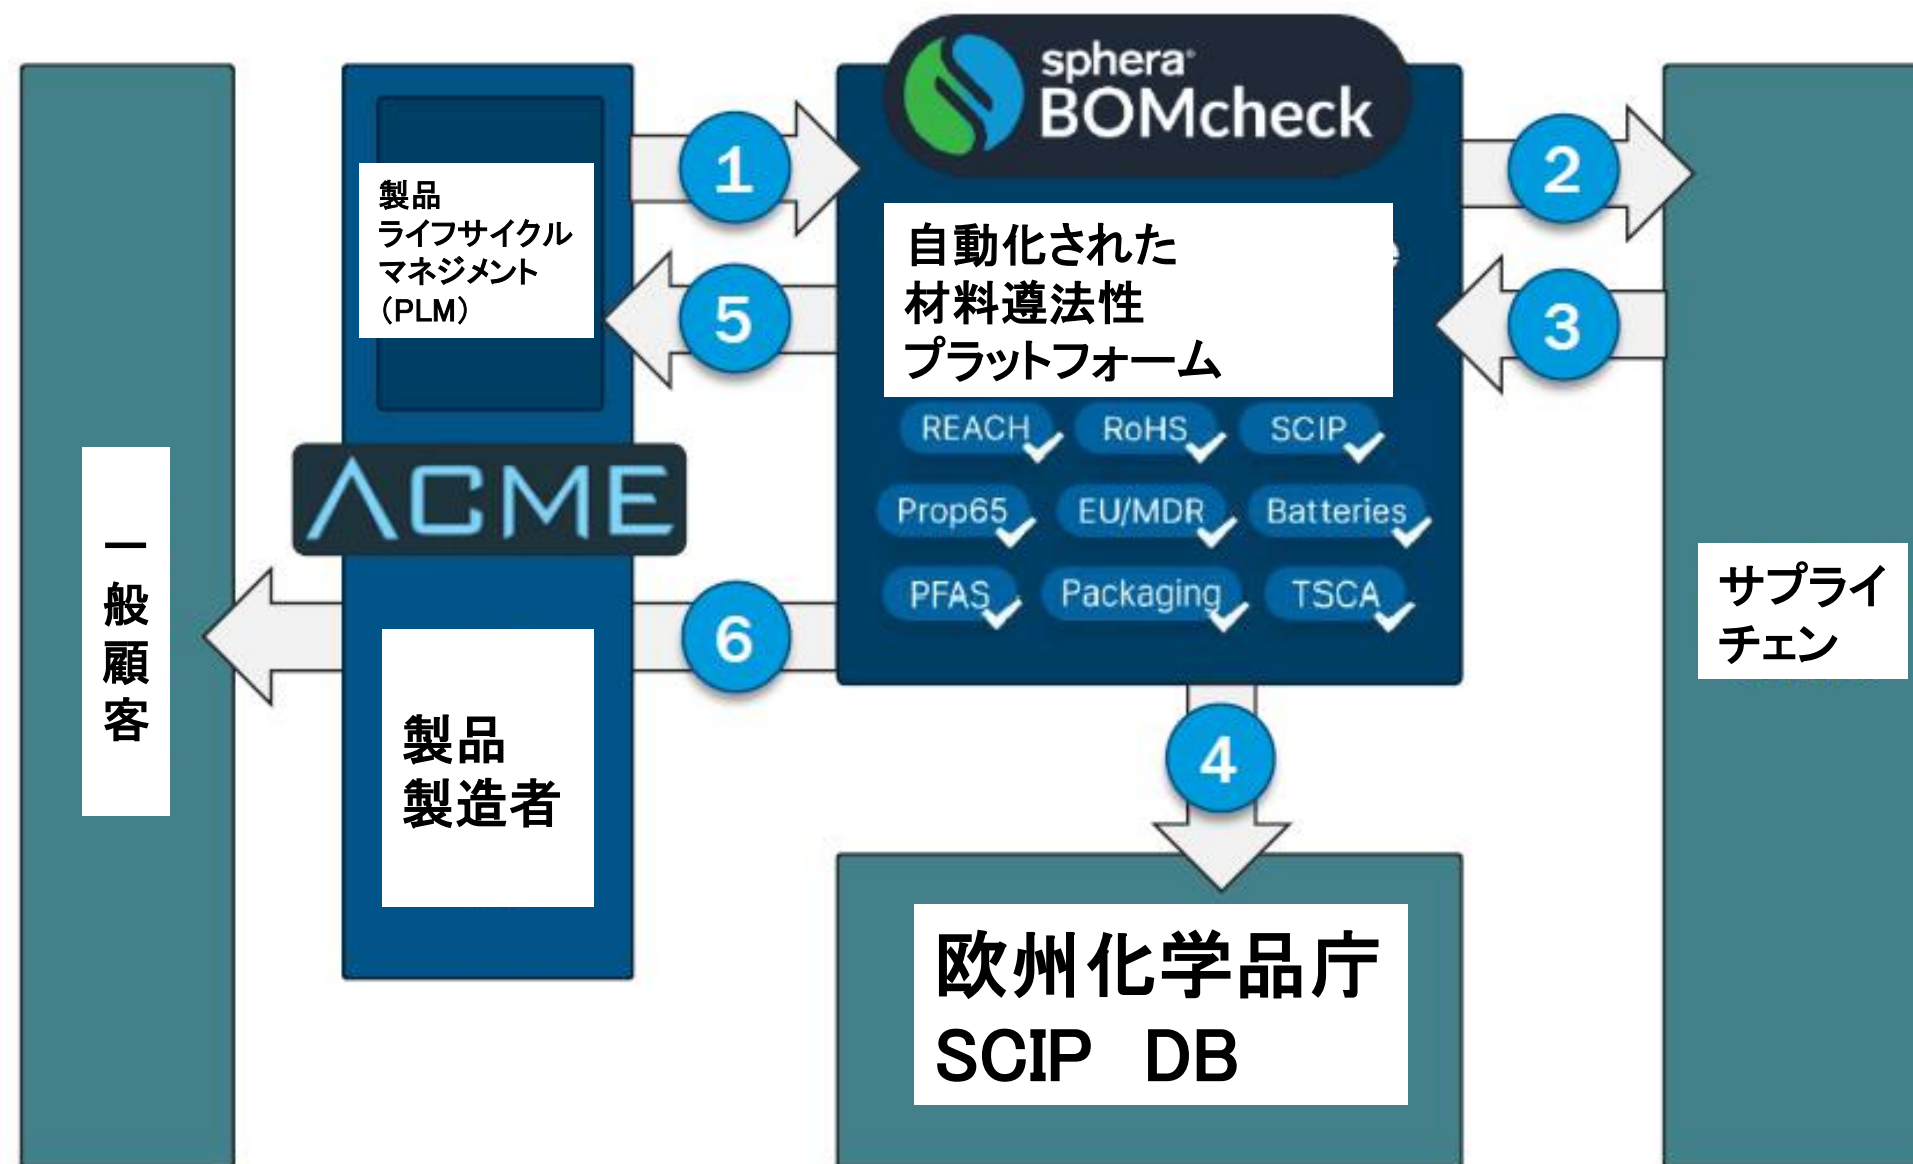 sphera
BOMcheck
1
2
製品
ライフサイクル
マネジメント
(PLM)
自動化された
材料遵法性
プラットフォーム
e
5
3
REACH
RoHS
SCIP
ACME
Prop65
EU/MDR
Batteries
PFAS
Packaging
TSCA
一般顧客
6
サプライ
チェン
製品
製造者
4
欧州化学品庁
SCIP DB